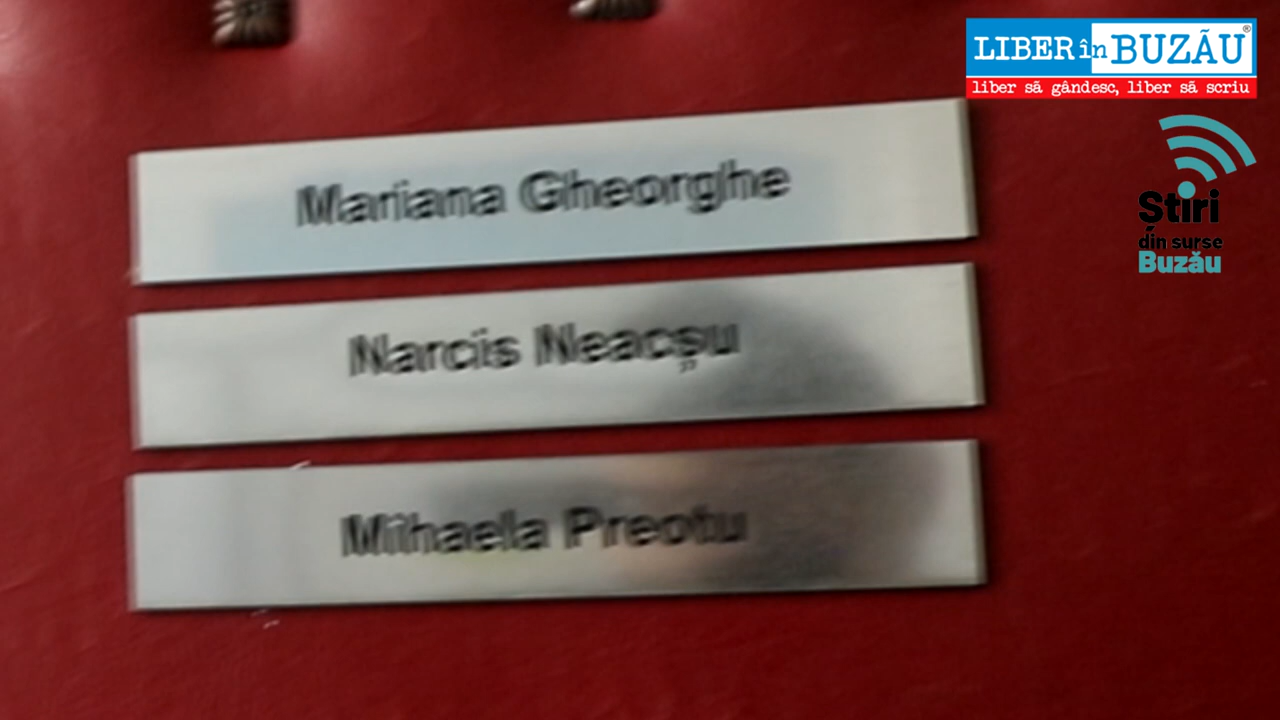 LIBER în BUZĂU®
liber să gândesc, liber să scriu
Știri
din surse
Buzău
Mariana Gheorghe
Narcis Neacșu
Mihaela Preotu